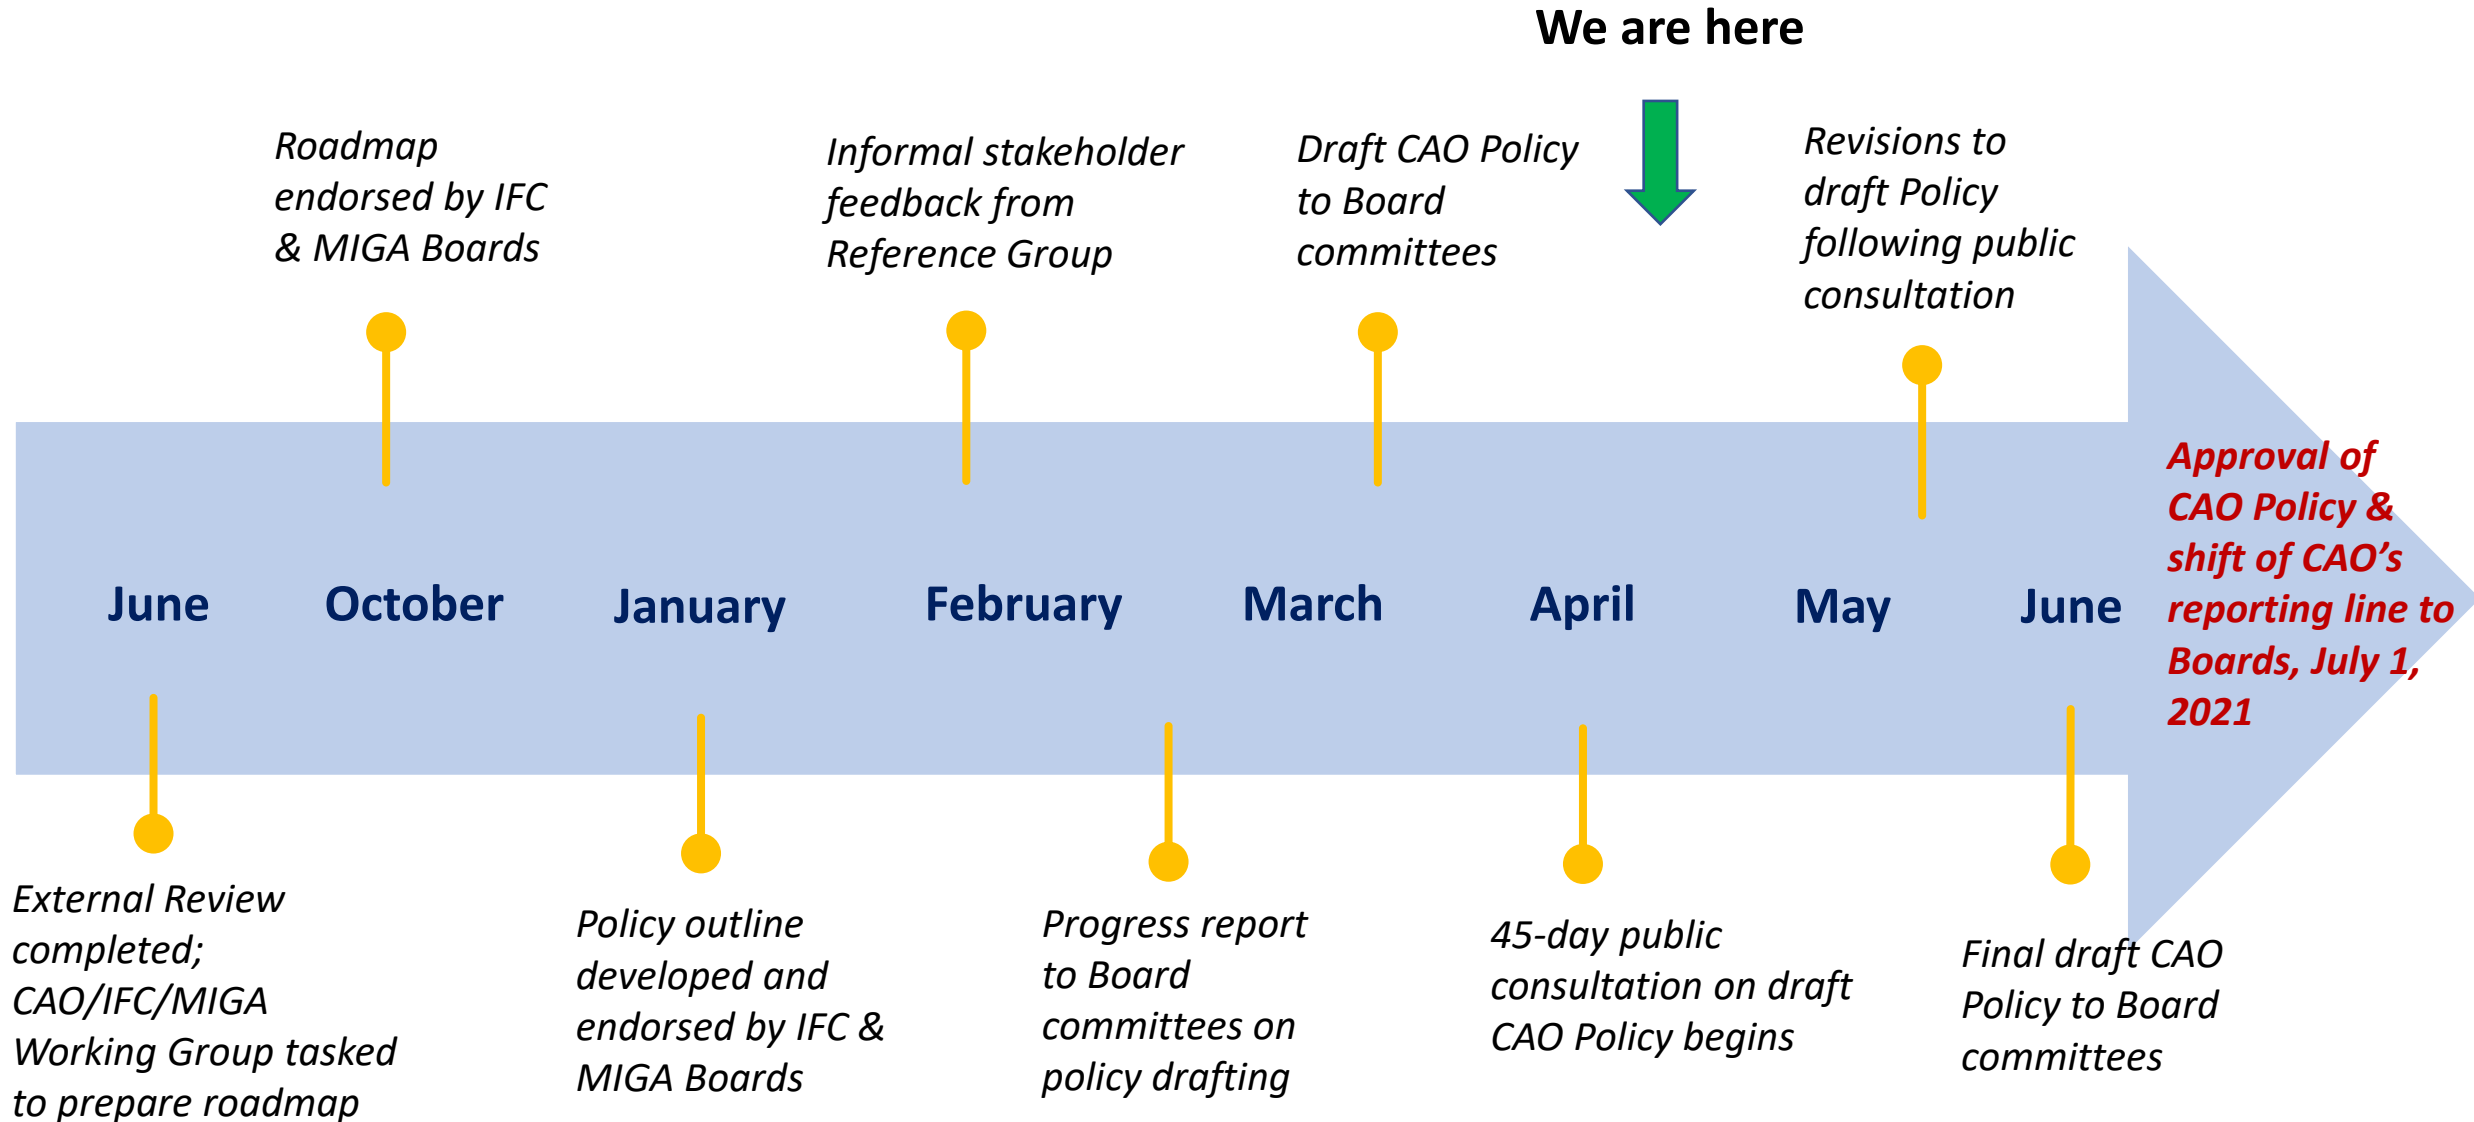 We are here
Roadmap
endorsed by IFC
& MIGA Boards
Informal stakeholder
feedback from
Reference Group
Draft CAO Policy
to Board
committees
Revisions to
draft Policy
following public
consultation
June
October
January
February
March
April
May
June
Approval of
CAO Policy &
shift of CAO’s
reporting line to
Boards, July 1,
2021
External Review
completed;
CAO/IFC/MIGA
Working Group tasked
to prepare roadmap
Policy outline
developed and
endorsed by IFC &
MIGA Boards
Progress report
to Board
committees on
policy drafting
45-day public
consultation on draft
CAO Policy begins
Final draft CAO
Policy to Board
committees